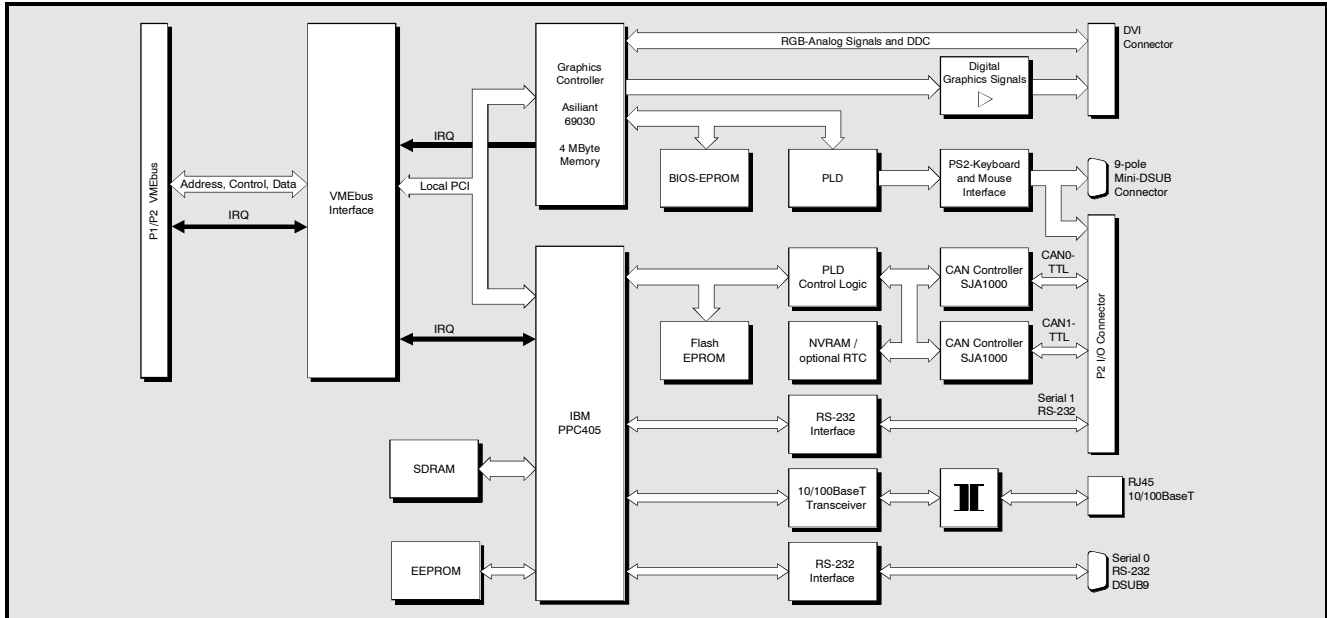 P1/P2 VMEbus
Address, Control, Data
IRQ
VMEbus
Interface
IRQ
Local PCI
IRQ
Graphics
Controller
Asiliant
69030
4 MByte
Memory
RGB-Analog Signals and DDC
Digital
Graphics Signals
DVI
Connector
BIOS-EPROM
PLD
PS2-Keyboard
and Mouse
Interface
9-pole
Mini-DSUB
Connector
IBM
PPC405
PLD
Control Logic
CAN Controller
SJA1000
CAN0-
TTL
Flash
EPROM
NVRAM /
optional RTC
CAN Controller
SJA1000
CAN1-
TTL
P2 I/O Connector
RS-232
Interface
Serial 1
RS-232
SDRAM
10/100BaseT
Transceiver
RJ45
10/100BaseT
EEPROM
RS-232
Interface
Serial 0
RS-232
DSUB9